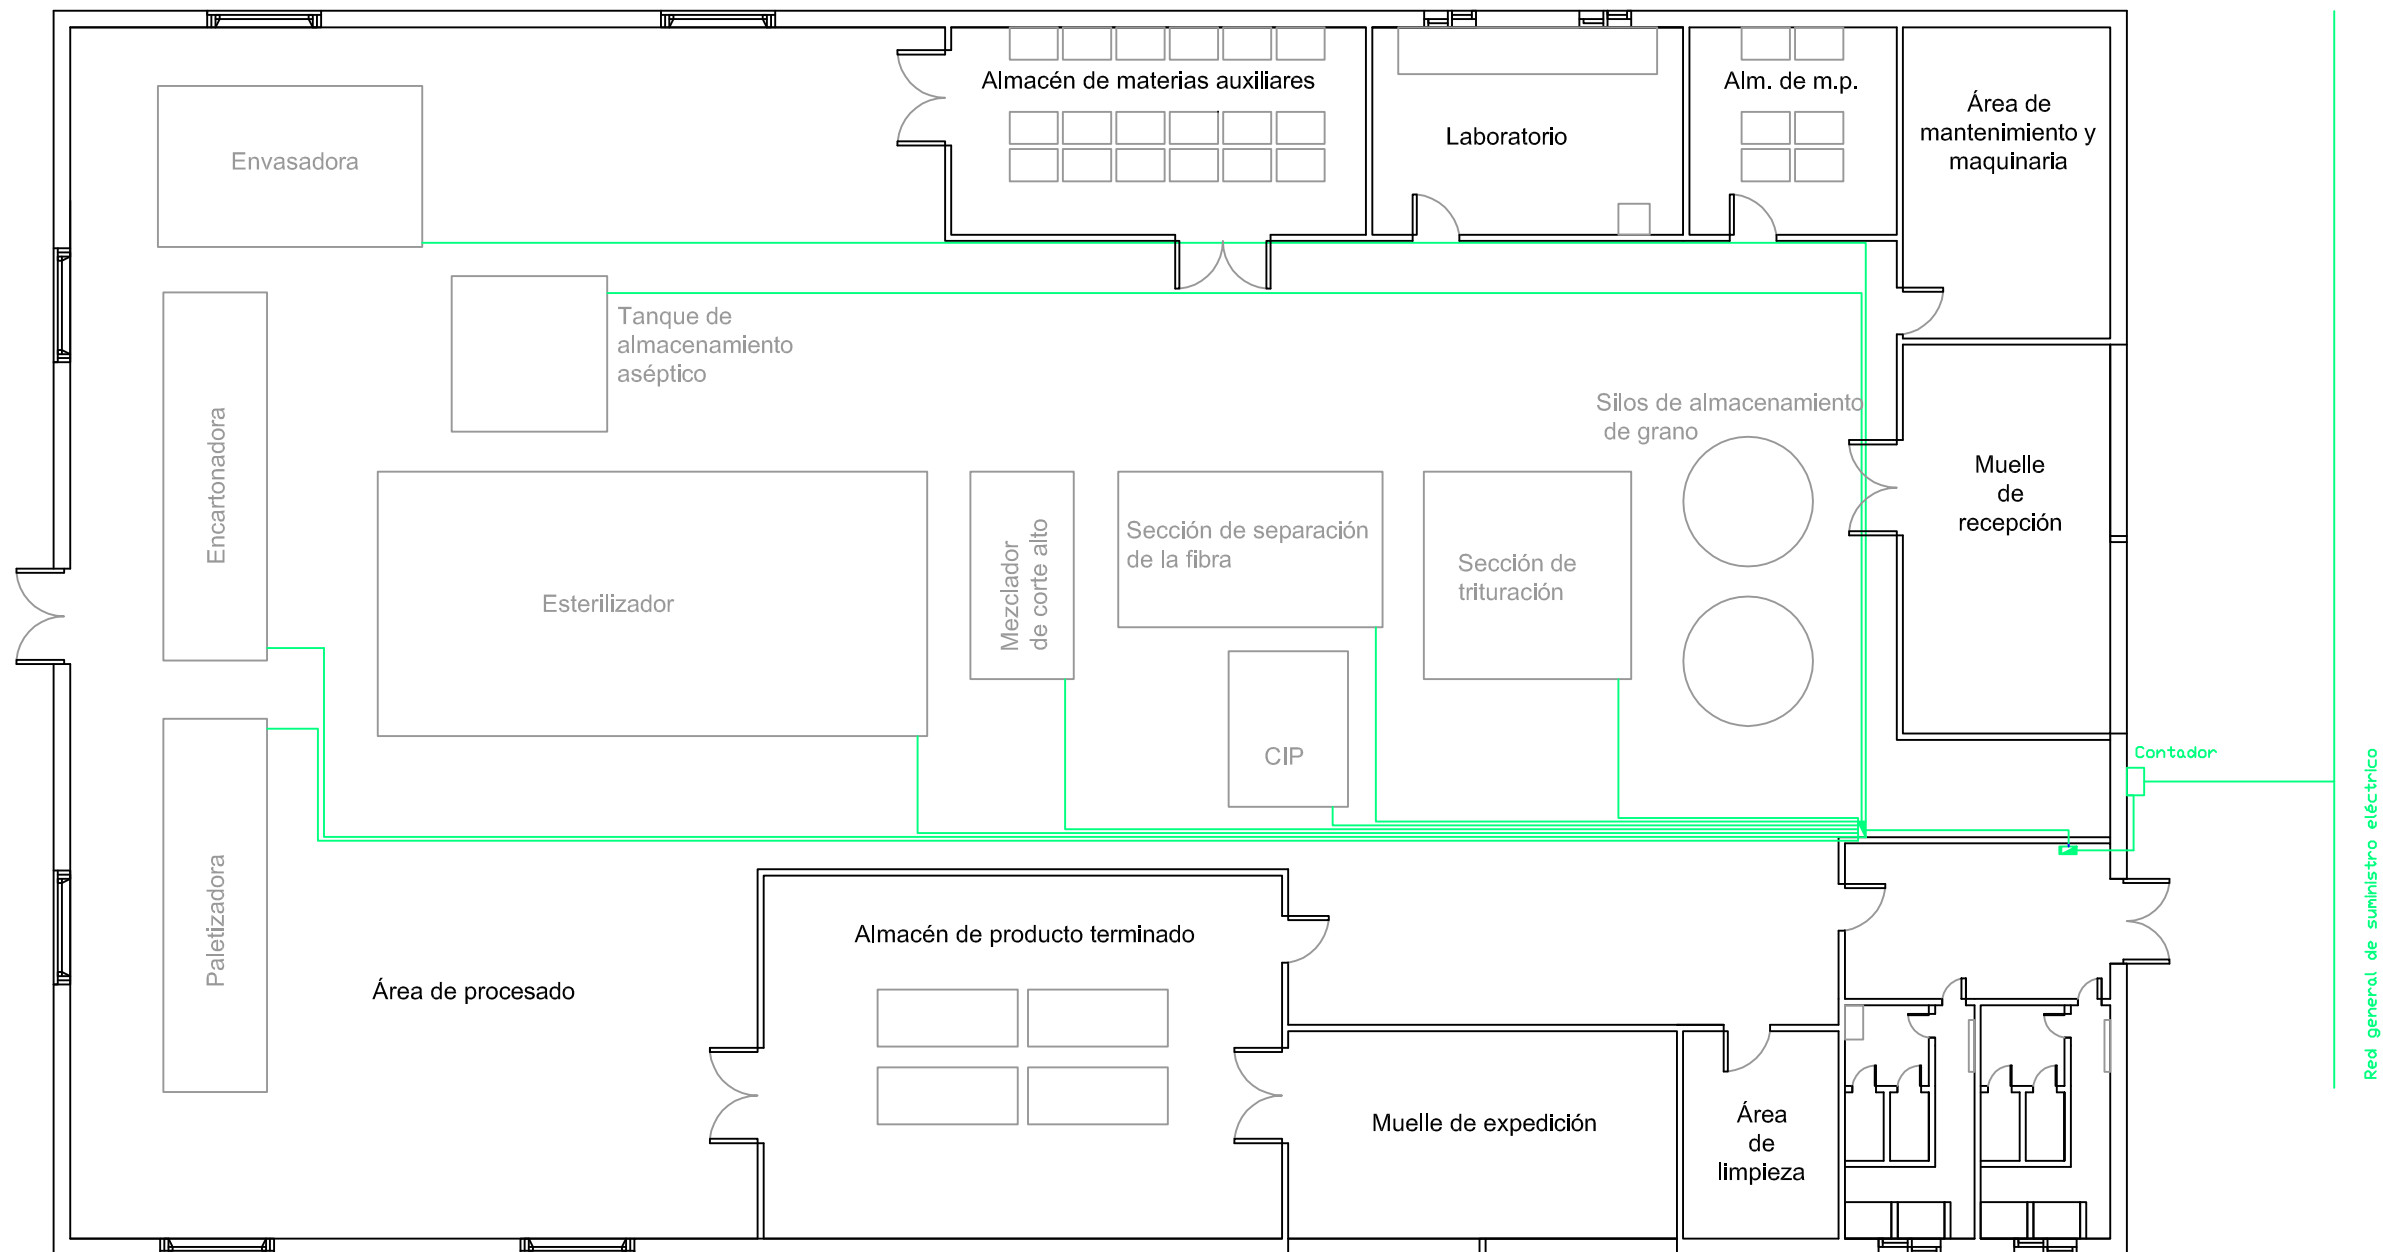 Almacén de materias auxiliares
Alm. de m.p.
Área de
mantenimiento y
maquinaria
Laboratorio
Envasadora
Tanque de
almacenamiento
aséptico
Silos de almacenamiento
de grano
Encartonadora
Muelle
de
recepción
Sección de separación
de la fibra
Mezclador
de corte alto
Sección de
trituración
Esterilizador
CIP
Contador
Red general de suministro eléctrico
Paletizadora
Almacén de producto terminado
Área de procesado
Muelle de expedición
Área
de
limpieza